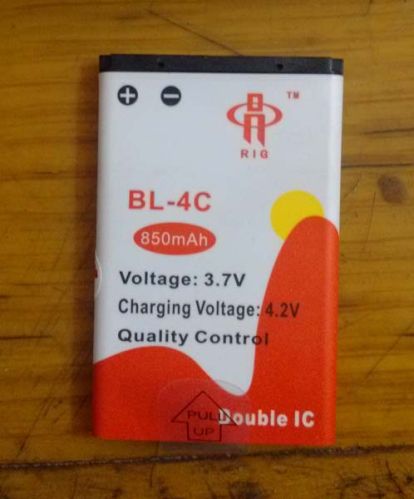 TM
RIG
BL-4C
850mAh
Voltage: 3.7V
Charging Voltage: 4.2V
Quality Control
PULL
UP
Double IC